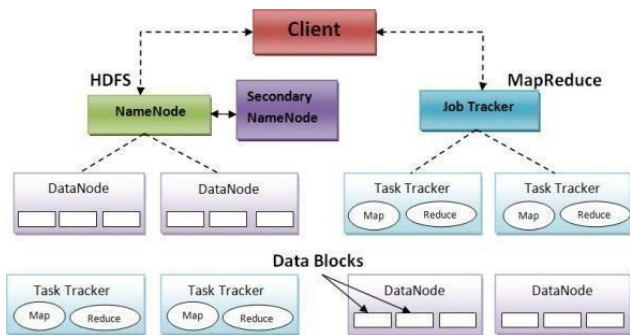 Client
HDFS
MapReduce
NameNode
Secondary
NameNode
Job Tracker
DataNode
DataNode
Task Tracker
Map
Reduce
Task Tracker
Map
Reduce
Data Blocks
Task Tracker
Map
Reduce
Task Tracker
Map
Reduce
DataNode
DataNode